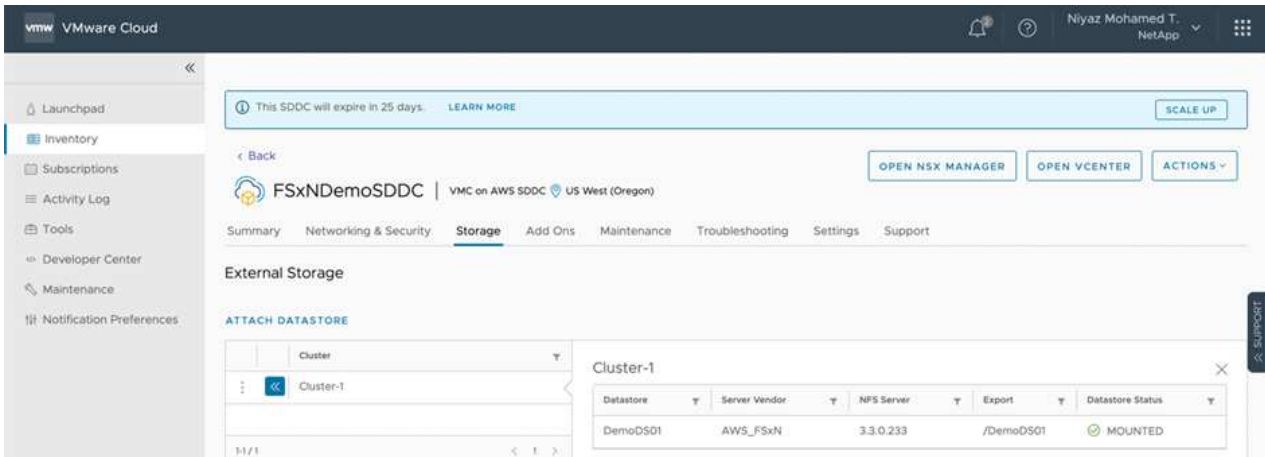 vmw VMware Cloud
Niyaz Mohamed T.
NetApp
Launchpad
Inventory
Subscriptions
Activity Log
Tools
Developer Center
Maintenance
Notification Preferences
This SDDC will expire in 25 days. LEARN MORE
SCALE UP
Back
OPEN NSX MANAGER OPEN VCENTER ACTIONS
FSxNDemoSDDC | VMC on AWS SDDC US West (Oregon)
Summary Networking & Security Storage Add Ons Maintenance Troubleshooting Settings Support
External Storage
ATTACH DATASTORE
Cluster
Cluster-1
1-1 / 1 1
Cluster-1
Datastore Server Vendor NFS Server Export Datastore Status
DemoDS01 AWS_FSxN 3.3.0.233 /DemoDS01 MOUNTED
SUPPORT